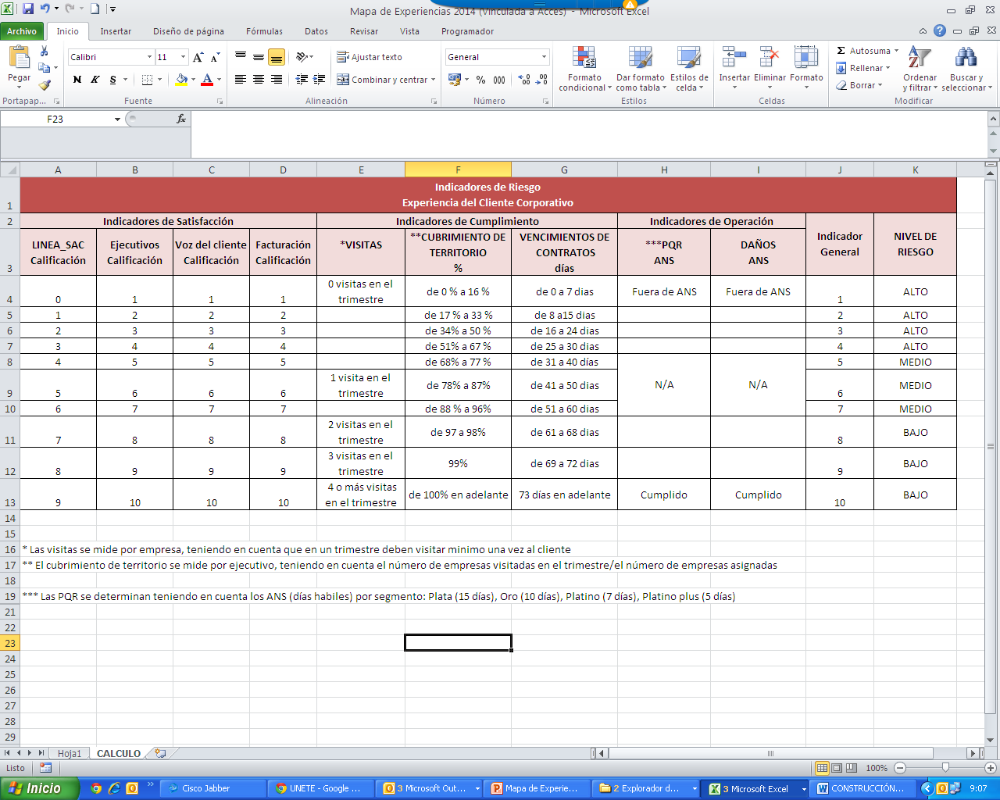 Mapa de Experiencias 2014 (Vinculada a Acces) - Microsoft Excel
Archivo Inicio Insertar Diseño de página Fórmulas Datos Revisar Vista Programador
Pegar Calibri 11 Ajustar texto General Formato condicional Dar formato como tabla Estilos de celda Insertar Eliminar Formato Autosuma Rellenar Borrar Ordenar y filtrar Buscar y seleccionar
N K S Combinar y centrar % 000
Portapap... Fuente Alineación Número Estilos Celdas Modificar
F23 fx
A B C D E F G H I J K
1 Indicadores de Riesgo
Experiencia del Cliente Corporativo
2 Indicadores de Satisfacción Indicadores de Cumplimiento Indicadores de Operación Indicador General NIVEL DE RIESGO
3 LINEA_SAC Calificación Ejecutivos Calificación Voz del cliente Calificación Facturación Calificación *VISITAS **CUBRIMIENTO DE TERRITORIO % VENCIMIENTOS DE CONTRATOS días ***PQR ANS DAÑOS ANS
4 0 1 1 1 0 visitas en el trimestre de 0 % a 16 % de 0 a 7 dias Fuera de ANS Fuera de ANS 1 ALTO
5 1 2 2 2 de 17 % a 33 % de 8 a15 dias 2 ALTO
6 2 3 3 3 de 34% a 50 % de 16 a 24 dias 3 ALTO
7 3 4 4 4 de 51% a 67 % de 25 a 30 dias 4 ALTO
8 4 5 5 5 de 68% a 77 % de 31 a 40 días 5 MEDIO
9 5 6 6 6 1 visita en el trimestre de 78% a 87% de 41 a 50 dias N/A N/A 6 MEDIO
10 6 7 7 7 de 88 % a 96% de 51 a 60 dias 7 MEDIO
11 7 8 8 8 2 visitas en el trimestre de 97 a 98% de 61 a 68 dias 8 BAJO
12 8 9 9 9 3 visitas en el trimestre 99% de 69 a 72 dias 9 BAJO
13 9 10 10 10 4 o más visitas en el trimestre de 100% en adelante 73 días en adelante Cumplido Cumplido 10 BAJO
14
15
16 * Las visitas se mide por empresa, teniendo en cuenta que en un trimestre deben visitar minimo una vez al cliente
17 ** El cubrimiento de territorio se mide por ejecutivo, teniendo en cuenta el número de empresas visitadas en el trimestre/el número de empresas asignadas
18
19 *** Las PQR se determinan teniendo en cuenta los ANS (días habiles) por segmento: Plata (15 días), Oro (10 días), Platino (7 días), Platino plus (5 días)
21
22
23
24
25
26
27
28
29
Hoja1 CALCULO
Listo 100%
Inicio Cisco Jabber UNETE - Google ... 3 Microsoft Out... Mapa de Experie... 2 Explorador d... 3 Microsoft Excel CONSTRUCCIÓN... 9:07